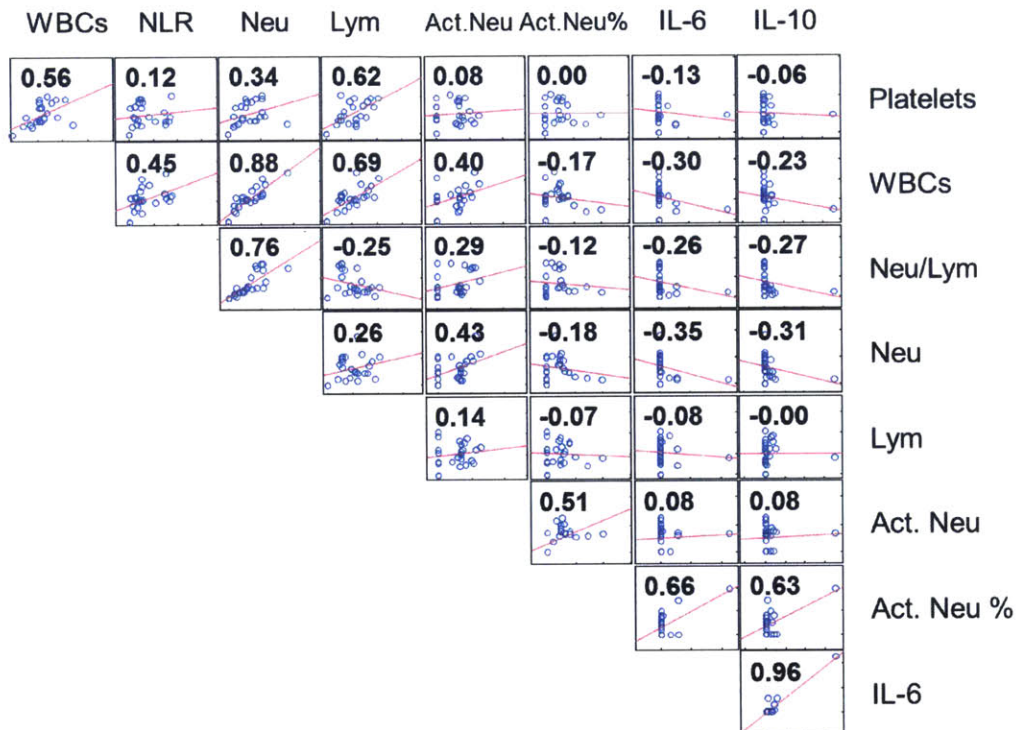 WBCs NLR Neu Lym Act.Neu Act.Neu% IL-6 IL-10
0.56 0.12 0.34 0.62 0.08 0.00 -0.13 -0.06 Platelets
0.45 0.88 0.69 0.40 -0.17 -0.30 -0.23 WBCs
0.76 -0.25 0.29 -0.12 -0.26 -0.27 Neu/Lym
0.26 0.43 -0.18 -0.35 -0.31 Neu
0.14 -0.07 -0.08 -0.00 Lym
0.51 0.08 0.08 Act. Neu
0.66 0.63 Act. Neu %
0.96 IL-6